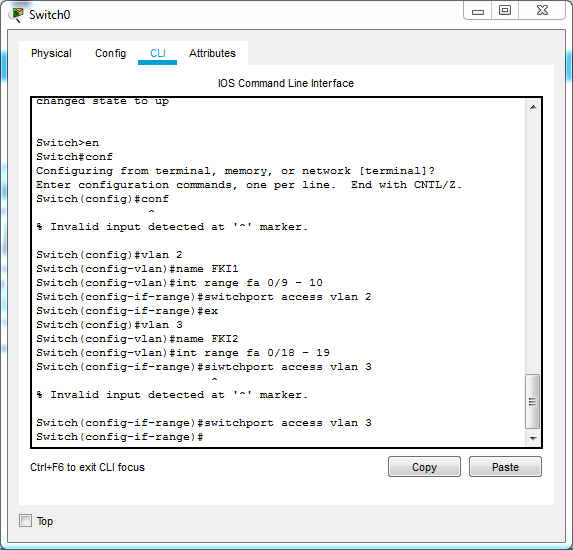 Switch0
Physical Config CLI Attributes
IOS Command Line Interface
changed state to up
Switch>en
Switch#conf
Configuring from terminal, memory, or network [terminal]?
Enter configuration commands, one per line.  End with CNTL/Z.
Switch(config)#conf
^
% Invalid input detected at '^' marker.
Switch(config)#vlan 2
Switch(config-vlan)#name FKI1
Switch(config-vlan)#int range fa 0/9 - 10
Switch(config-if-range)#switchport access vlan 2
Switch(config-if-range)#ex
Switch(config)#vlan 3
Switch(config-vlan)#name FKI2
Switch(config-vlan)#int range fa 0/18 - 19
Switch(config-if-range)#siwtchport access vlan 3
^
% Invalid input detected at '^' marker.
Switch(config-if-range)#switchport access vlan 3
Switch(config-if-range)#
Ctrl+F6 to exit CLI focus
Copy Paste
Top